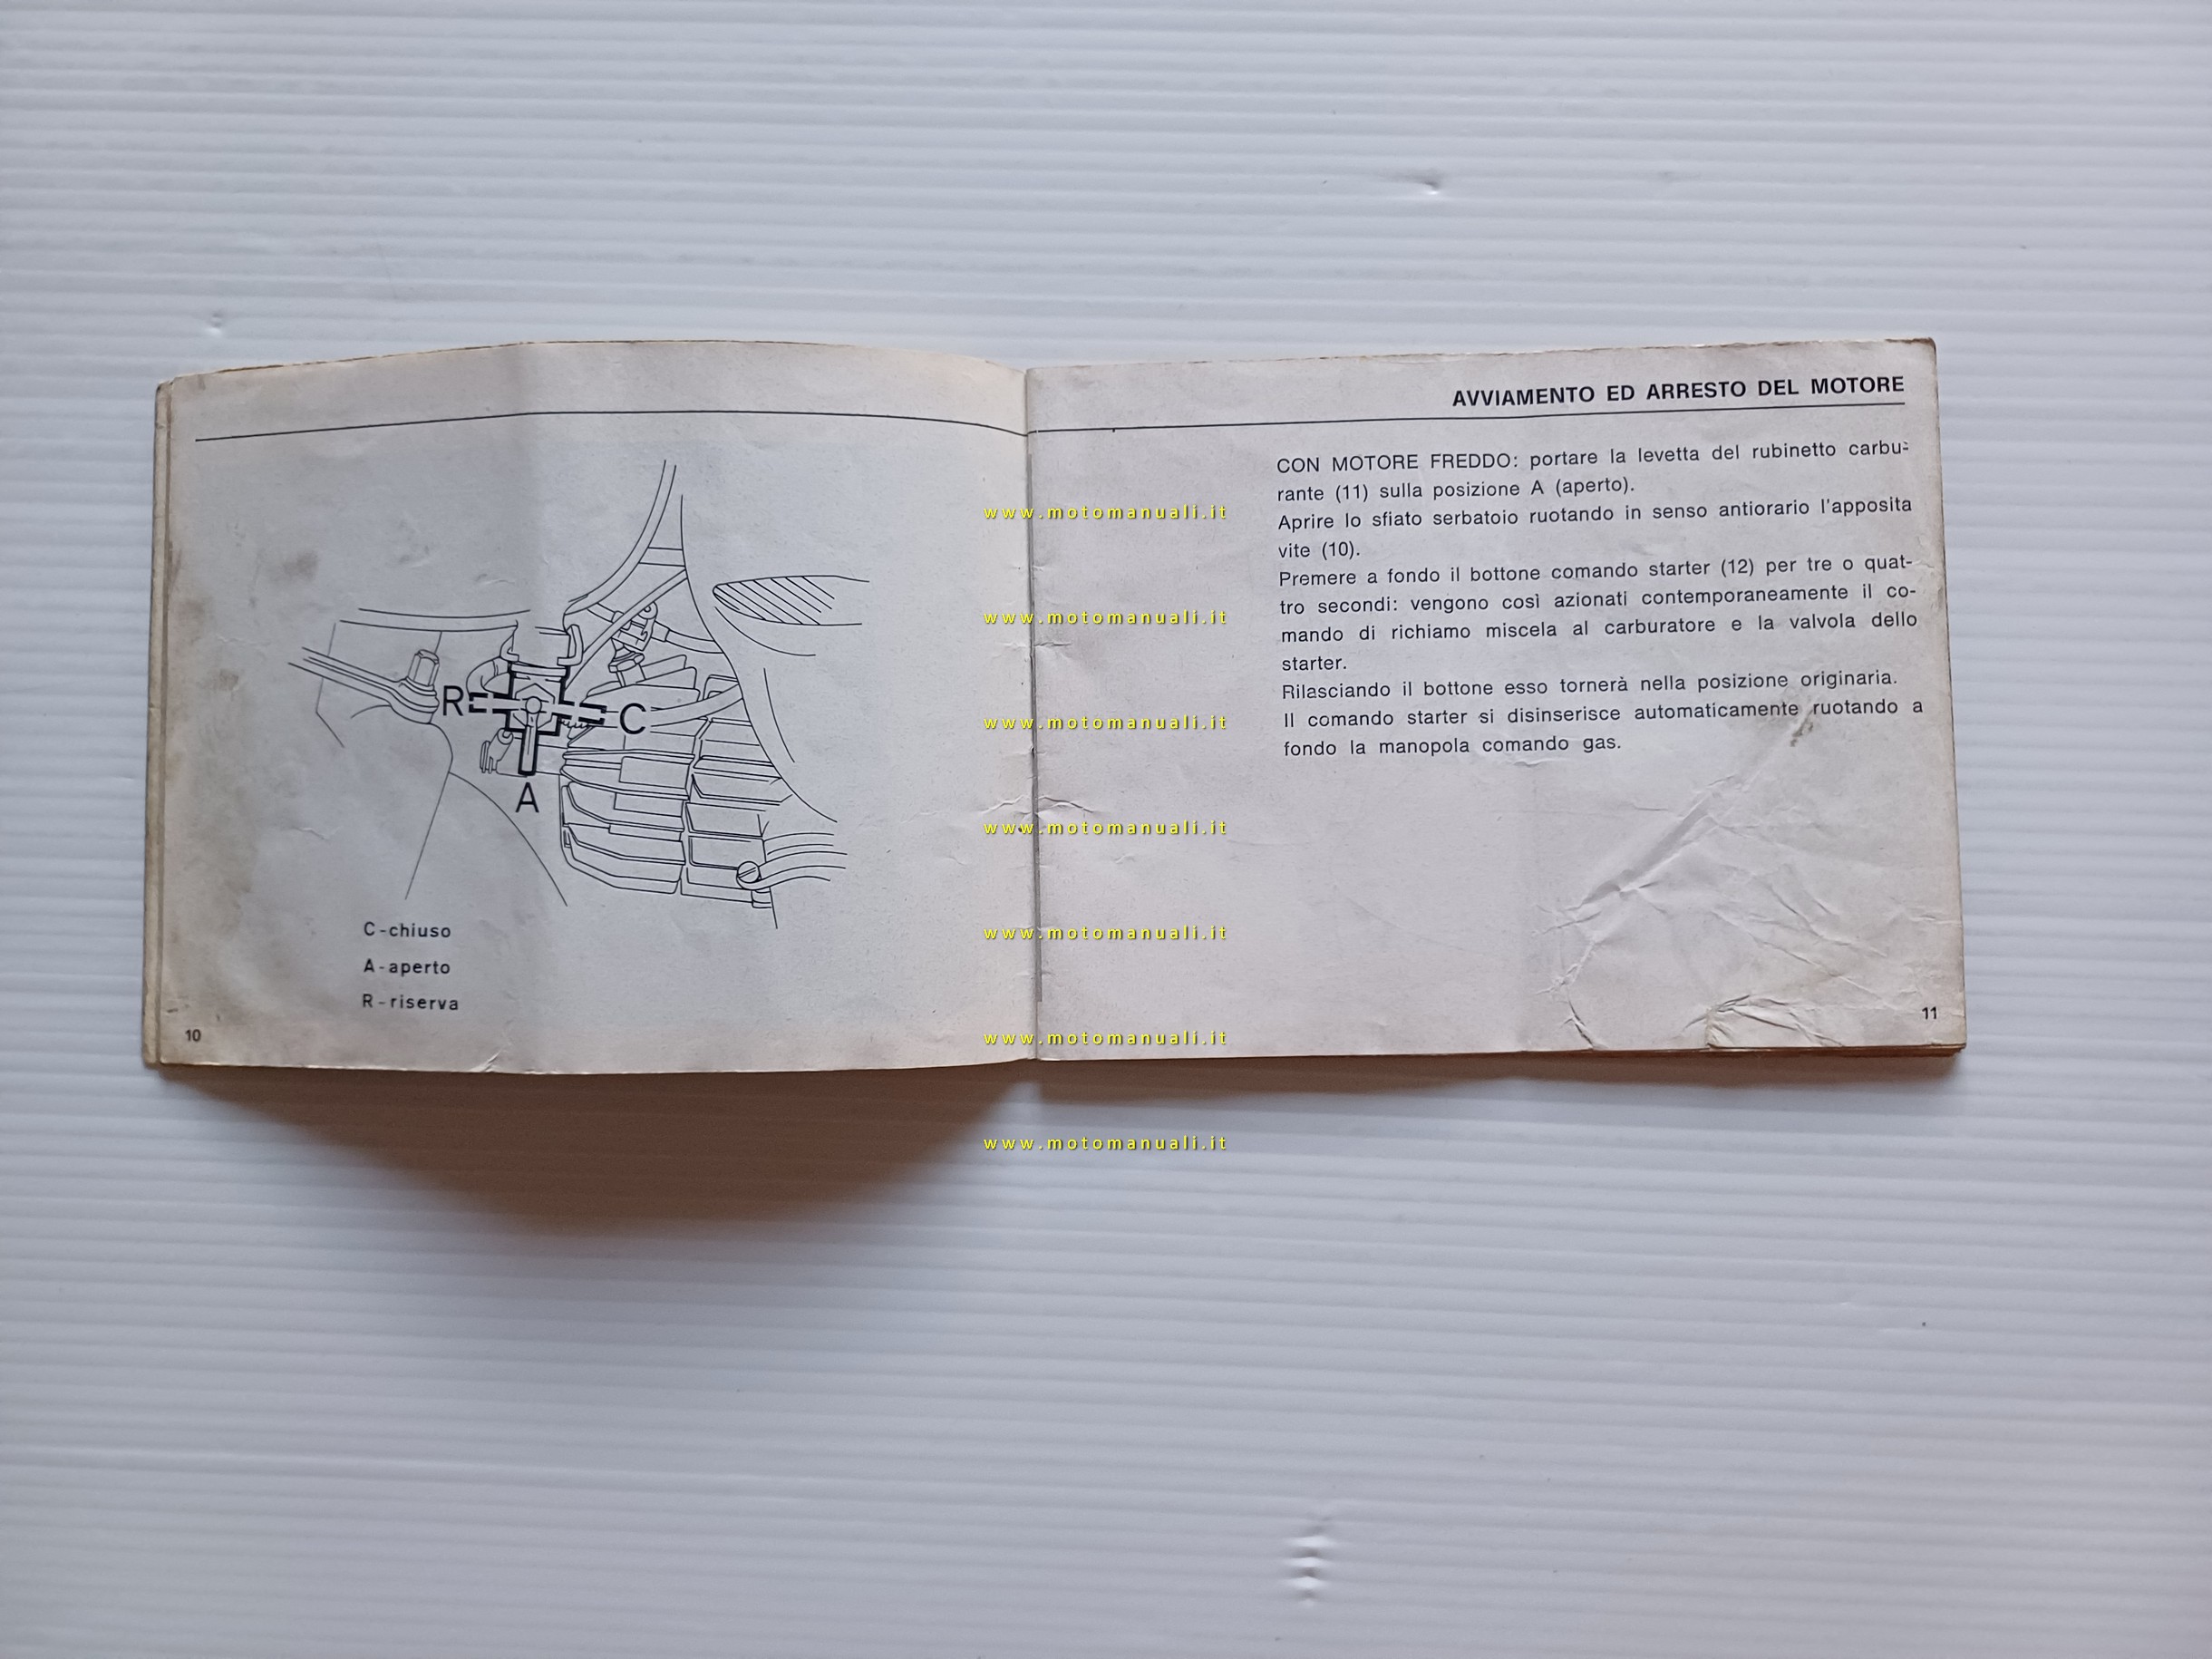 R
C
A
C-chiuso
A-aperto
R-riserva
10
AVVIAMENTO ED ARRESTO DEL MOTORE
CON MOTORE FREDDO: portare la levetta del rubinetto carbu-
rante (11) sulla posizione A (aperto).
Aprire lo sfiato serbatoio ruotando in senso antiorario l'apposita
vite (10).
Premere a fondo il bottone comando starter (12) per tre o quat-
tro secondi: vengono così azionati contemporaneamente il co-
mando di richiamo miscela al carburatore e la valvola dello
starter.
Rilasciando il bottone esso tornerà nella posizione originaria.
Il comando starter si disinserisce automaticamente ruotando a
fondo la manopola comando gas.
11
www.motomanuali.it
www.motomanuali.it
www.motomanuali.it
www.motomanuali.it
www.motomanuali.it
www.motomanuali.it
www.motomanuali.it